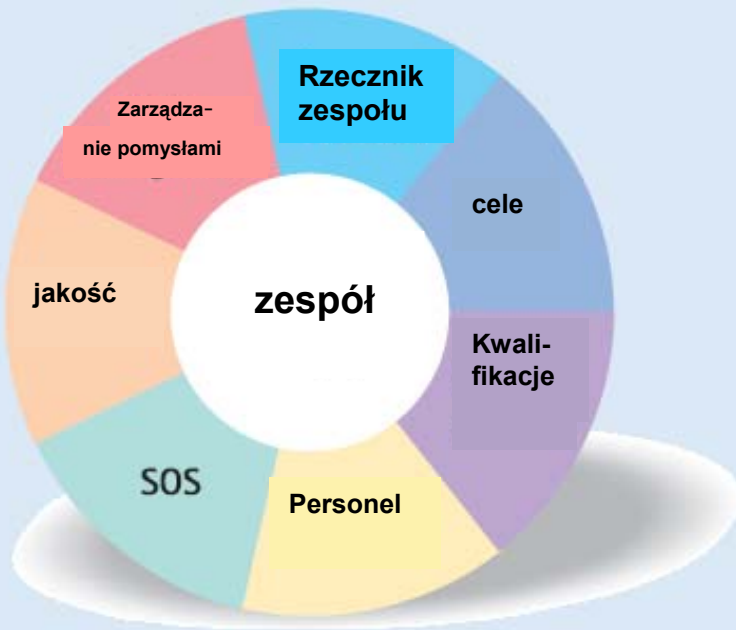 Rzecznik
zespołu
cele
Kwali-
fikacje
Personel
SOS
jakość
Zarządza-
nie pomysłami
zespół